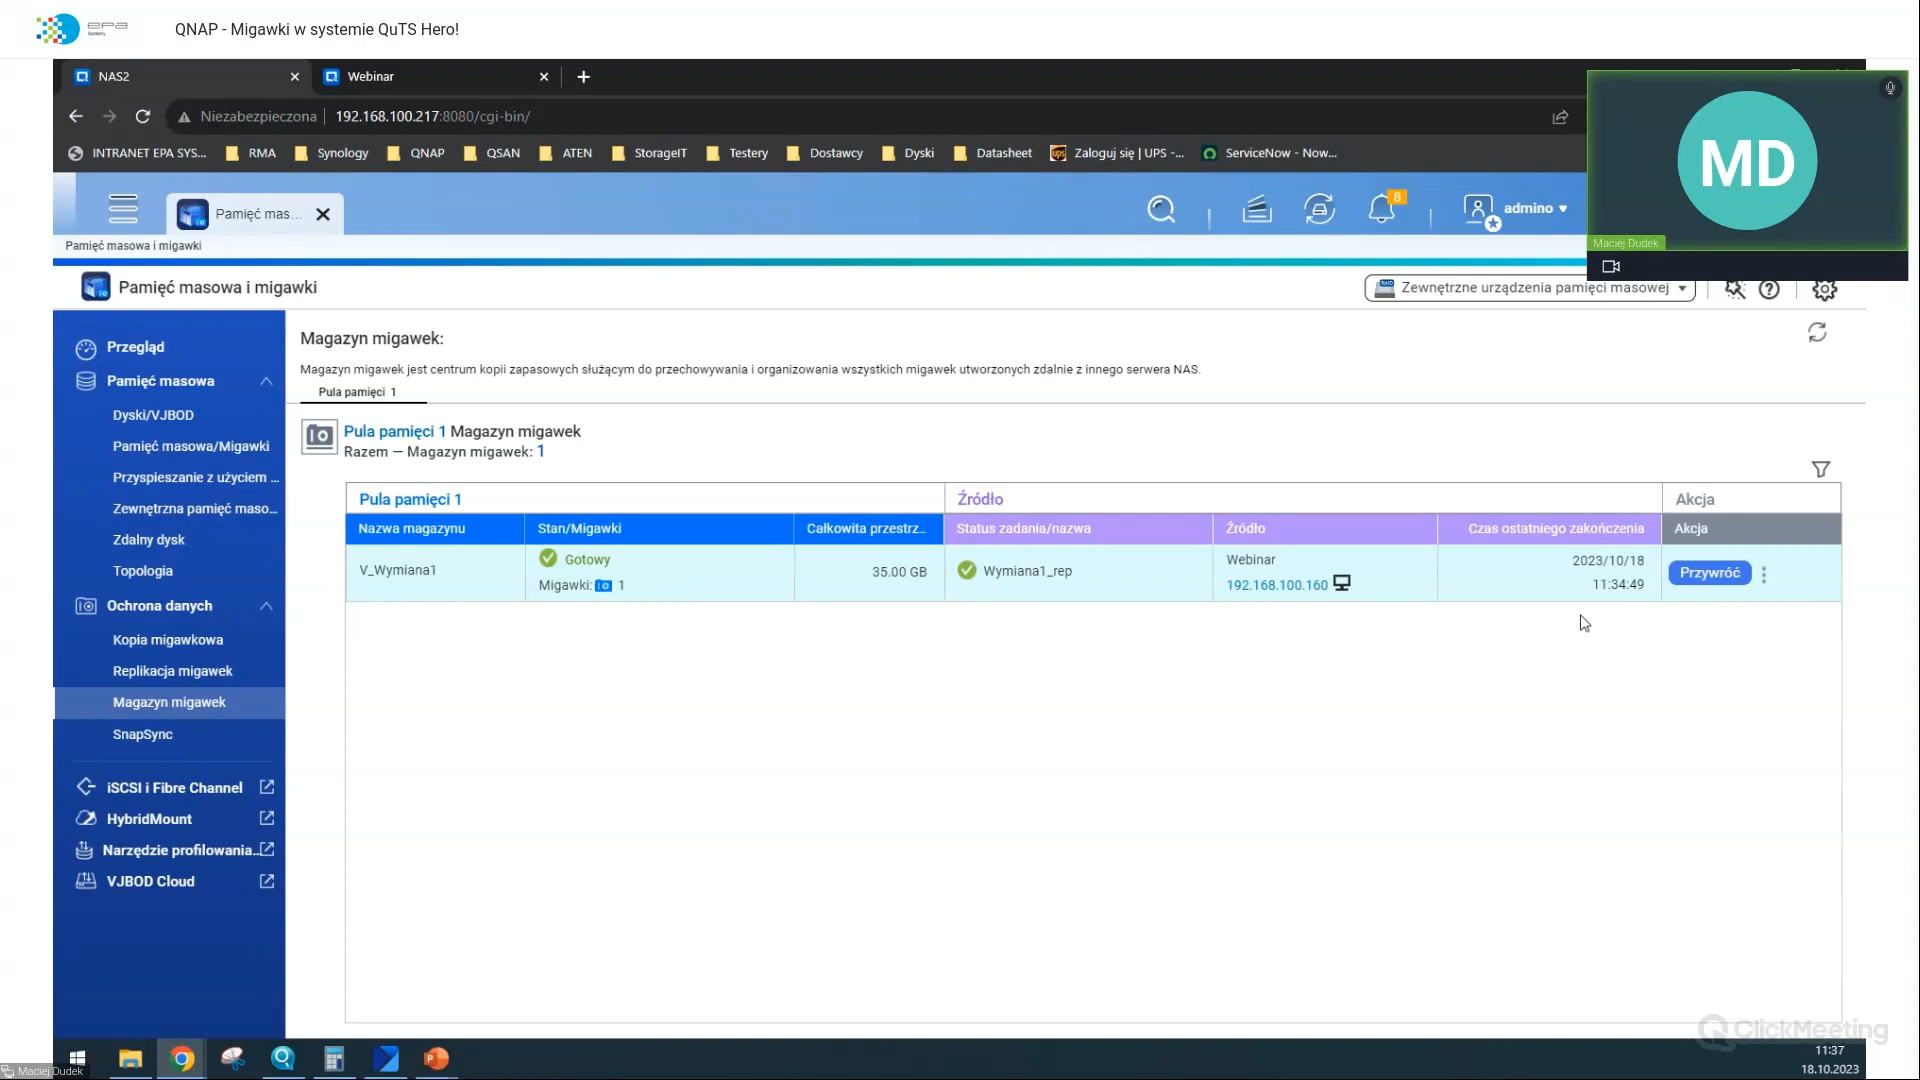 epa
Systemy
QNAP - Migawki w systemie QuTS Hero!
NAS2
Webinar
Niezabezpieczona
192.168.100.217:8080/cgi-bin/
INTRANET EPA SYS...
RMA
Synology
QNAP
QSAN
ATEN
StorageIT
Testery
Dostawcy
Dyski
Datasheet
ups
Zaloguj się | UPS -...
ServiceNow - Now...
Pamięć mas...
8
admino
MD
Maciej Dudek
Pamięć masowa i migawki
Pamięć masowa i migawki
Zewnętrzne urządzenia pamięci masowej
Przegląd
Pamięć masowa
Dyski/VJBOD
Pamięć masowa/Migawki
Przyspieszanie z użyciem ...
Zewnętrzna pamięć maso...
Zdalny dysk
Topologia
Ochrona danych
Kopia migawkowa
Replikacja migawek
Magazyn migawek
SnapSync
iSCSI i Fibre Channel
HybridMount
Narzędzie profilowania...
VJBOD Cloud
Magazyn migawek:
Magazyn migawek jest centrum kopii zapasowych służącym do przechowywania i organizowania wszystkich migawek utworzonych zdalnie z innego serwera NAS.
Pula pamięci 1
Pula pamięci 1 Magazyn migawek
Razem — Magazyn migawek: 1
Pula pamięci 1
Źródło
Akcja
Nazwa magazynu
Stan/Migawki
Całkowita przestrz...
Status zadania/nazwa
Źródło
Czas ostatniego zakończenia
Akcja
V_Wymiana1
Gotowy
Migawki: 1
35.00 GB
Wymiana1_rep
Webinar
192.168.100.160
2023/10/18
11:34:49
Przywróć
ClickMeeting
11:37
18.10.2023
Maciej Dudek